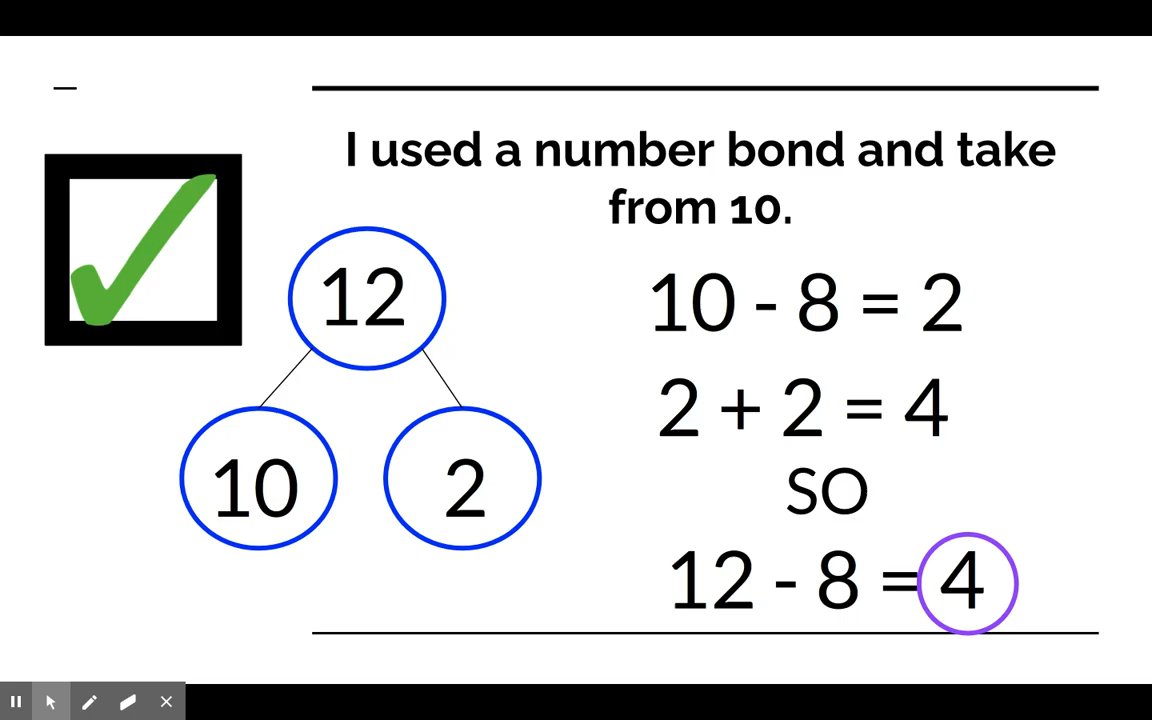 I used a number bond and take
from 10.
12
10 - 8 = 2
2 + 2 = 4
10
2
SO
12 - 8 = 4